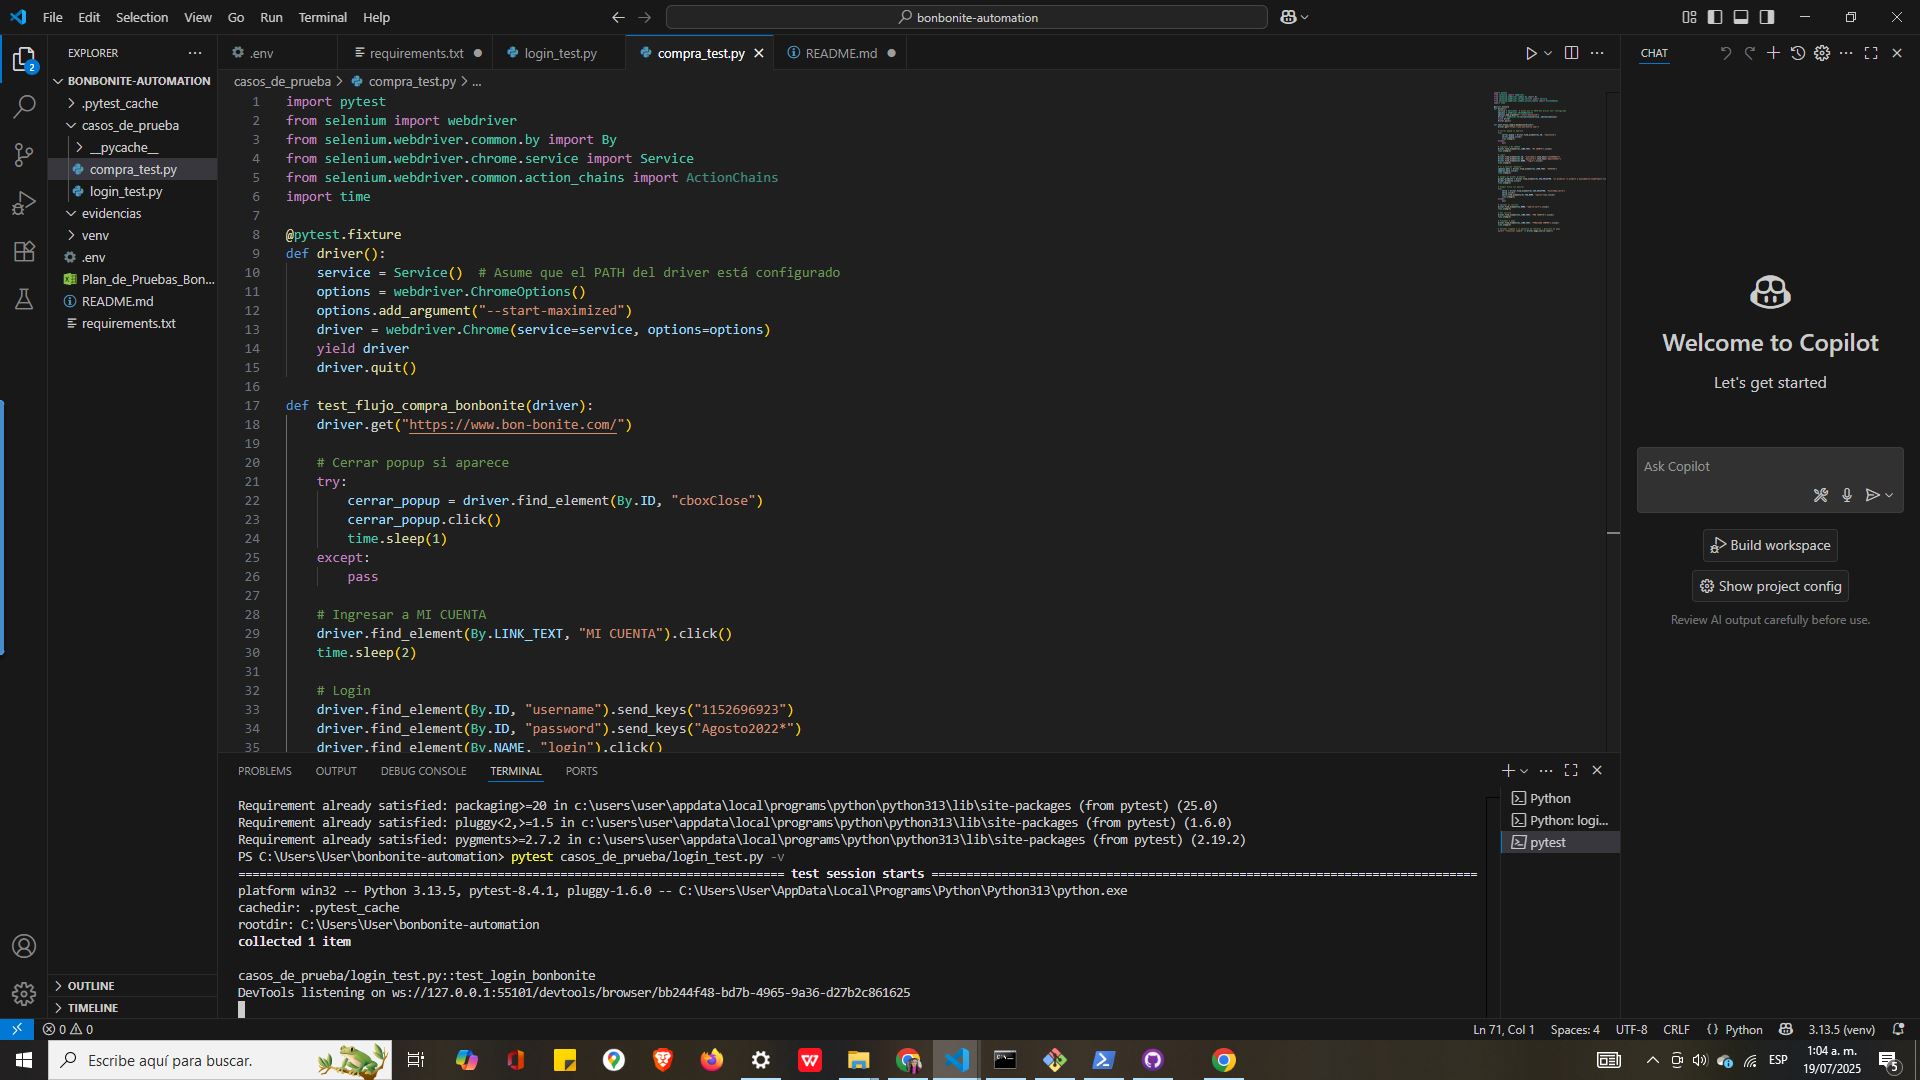 File Edit Selection View Go Run Terminal Help
bonbonite-automation
EXPLORER
BONBONITE-AUTOMATION
.pytest_cache
casos_de_prueba
__pycache__
compra_test.py
login_test.py
evidencias
venv
.env
Plan_de_Pruebas_Bon...
README.md
requirements.txt
OUTLINE
TIMELINE
.env requirements.txt login_test.py compra_test.py README.md
casos_de_prueba > compra_test.py > ...
1 import pytest
2 from selenium import webdriver
3 from selenium.webdriver.common.by import By
4 from selenium.webdriver.chrome.service import Service
5 from selenium.webdriver.common.action_chains import ActionChains
6 import time
7
8 @pytest.fixture
9 def driver():
10 service = Service()  # Asume que el PATH del driver está configurado
11 options = webdriver.ChromeOptions()
12 options.add_argument("--start-maximized")
13 driver = webdriver.Chrome(service=service, options=options)
14 yield driver
15 driver.quit()
16
17 def test_flujo_compra_bonbonite(driver):
18 driver.get("https://www.bon-bonite.com/")
19
20 # Cerrar popup si aparece
21 try:
22 cerrar_popup = driver.find_element(By.ID, "cboxClose")
23 cerrar_popup.click()
24 time.sleep(1)
25 except:
26 pass
27
28 # Ingresar a MI CUENTA
29 driver.find_element(By.LINK_TEXT, "MI CUENTA").click()
30 time.sleep(2)
31
32 # Login
33 driver.find_element(By.ID, "username").send_keys("1152696923")
34 driver.find_element(By.ID, "password").send_keys("Agosto2022*")
35 driver.find_element(By.NAME, "login").click()
PROBLEMS OUTPUT DEBUG CONSOLE TERMINAL PORTS
Requirement already satisfied: packaging>=20 in c:\users\user\appdata\local\programs\python\python313\lib\site-packages (from pytest) (25.0)
Requirement already satisfied: pluggy<2,>=1.5 in c:\users\user\appdata\local\programs\python\python313\lib\site-packages (from pytest) (1.6.0)
Requirement already satisfied: pygments>=2.7.2 in c:\users\user\appdata\local\programs\python\python313\lib\site-packages (from pytest) (2.19.2)
PS C:\Users\User\bonbonite-automation> pytest casos_de_prueba/login_test.py -v
============ test session starts ============
platform win32 -- Python 3.13.5, pytest-8.4.1, pluggy-1.6.0 -- C:\Users\User\AppData\Local\Programs\Python\Python313\python.exe
cachedir: .pytest_cache
rootdir: C:\Users\User\bonbonite-automation
collected 1 item
casos_de_prueba/login_test.py::test_login_bonbonite
DevTools listening on ws://127.0.0.1:55101/devtools/browser/bb244f48-bd7b-4965-9a36-d27b2c861625
Python
Python: logi...
pytest
CHAT
Welcome to Copilot
Let's get started
Ask Copilot
Build workspace
Show project config
Review AI output carefully before use.
0 0
Ln 71, Col 1 Spaces: 4 UTF-8 CRLF {} Python 3.13.5 (venv)
Escribe aquí para buscar.
ESP
1:04 a. m.
19/07/2025
5
2